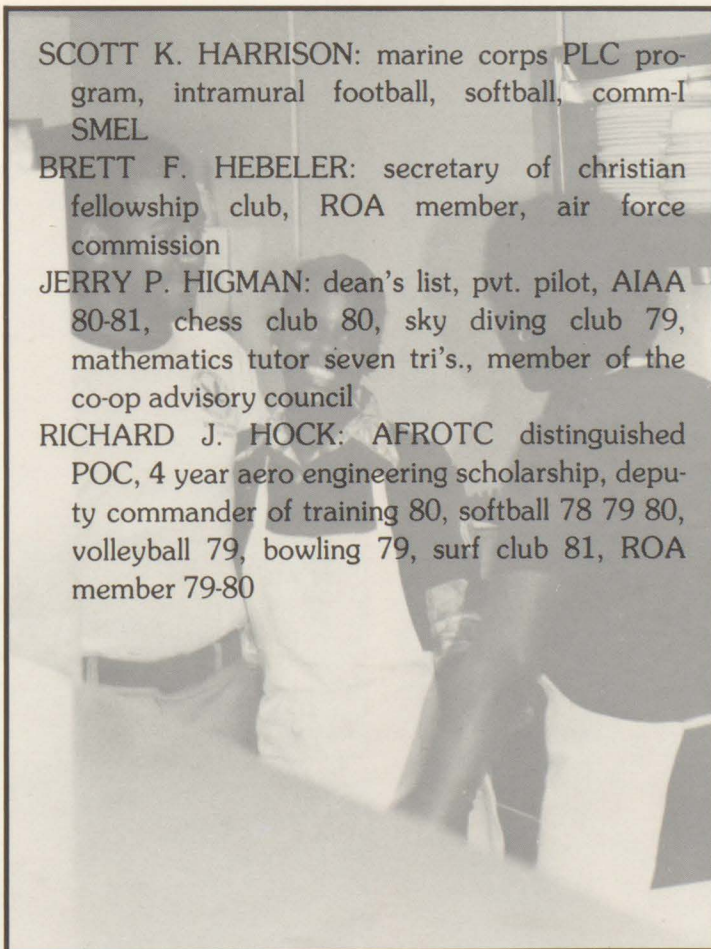 SCOTT K. HARRISON: marine corps PLC pro-
gram, intramural football, softball, comm-I
SMEL
BRETT F. HEBELER: secretary of christian
fellowship club, ROA member, air force
commission
JERRY P. HIGMAN: dean's list, pvt. pilot, AIAA
80-81, chess club 80, sky diving club 79,
mathematics tutor seven tri's., member of the
co-op advisory council
RICHARD J. HOCK: AFROTC distinguished
POC, 4 year aero engineering scholarship, depu-
ty commander of training 80, softball 78 79 80,
volleyball 79, bowling 79, surf club 81, ROA
member 79-80